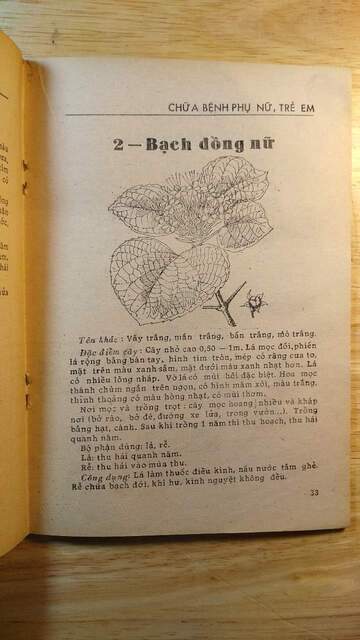 CHỮA BỆNH PHỤ NỮ, TRẺ EM
2 — Bạch đồng nữ
Tên khác : Vảy trắng, mần trắng, bấn trắng, mò trắng.
Đặc điểm cây: Cây nhỏ cao 0,50 — 1m. Lá mọc đối, phiến
lá rộng bằng bàn tay, hình tim tròn, mép có răng cưa tơ,
mặt trên màu xanh sẫm, mặt dưới màu xanh nhạt hơn. Lá
có nhiều lông nháp. Vò lá có mùi hôi đặc biệt. Hoa mọc
thành chùm ngắn trên ngọn, có hình mâm xôi, màu trắng,
thỉnh thoảng có màu hồng nhạt, có mùi thơm.
Nơi mọc và trồng trọt : cây mọc hoang nhiều và khắp
nơi (bờ rào, bờ đê, đường xe lửa, trong vườn...). Trồng
bằng hạt, cành. Sau khi trồng 1 năm thì thu hoạch, thu hái
quanh năm.
Bộ phận dùng: lá, rễ.
Lá: thu hái quanh năm.
Rễ: thu hái vào mùa thu.
Công dụng: Lá làm thuốc điều kinh, nấu nước tắm ghẻ.
Rễ chữa bạch đới, khí hư, kinh nguyệt không đều.
33